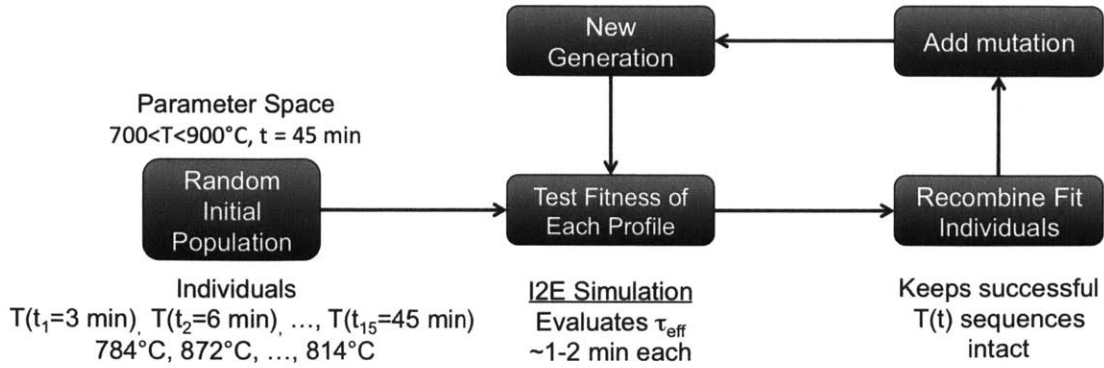 New
Generation
Add mutation
Parameter Space
700<T<900°C, t = 45 min
Random
Initial
Population
Test Fitness of
Each Profile
Recombine Fit
Individuals
Individuals
T(t₁=3 min), T(t₂=6 min), ..., T(t₁₅=45 min)
784°C, 872°C, ..., 814°C
I2E Simulation
Evaluates τeff
~1-2 min each
Keeps successful
T(t) sequences
intact